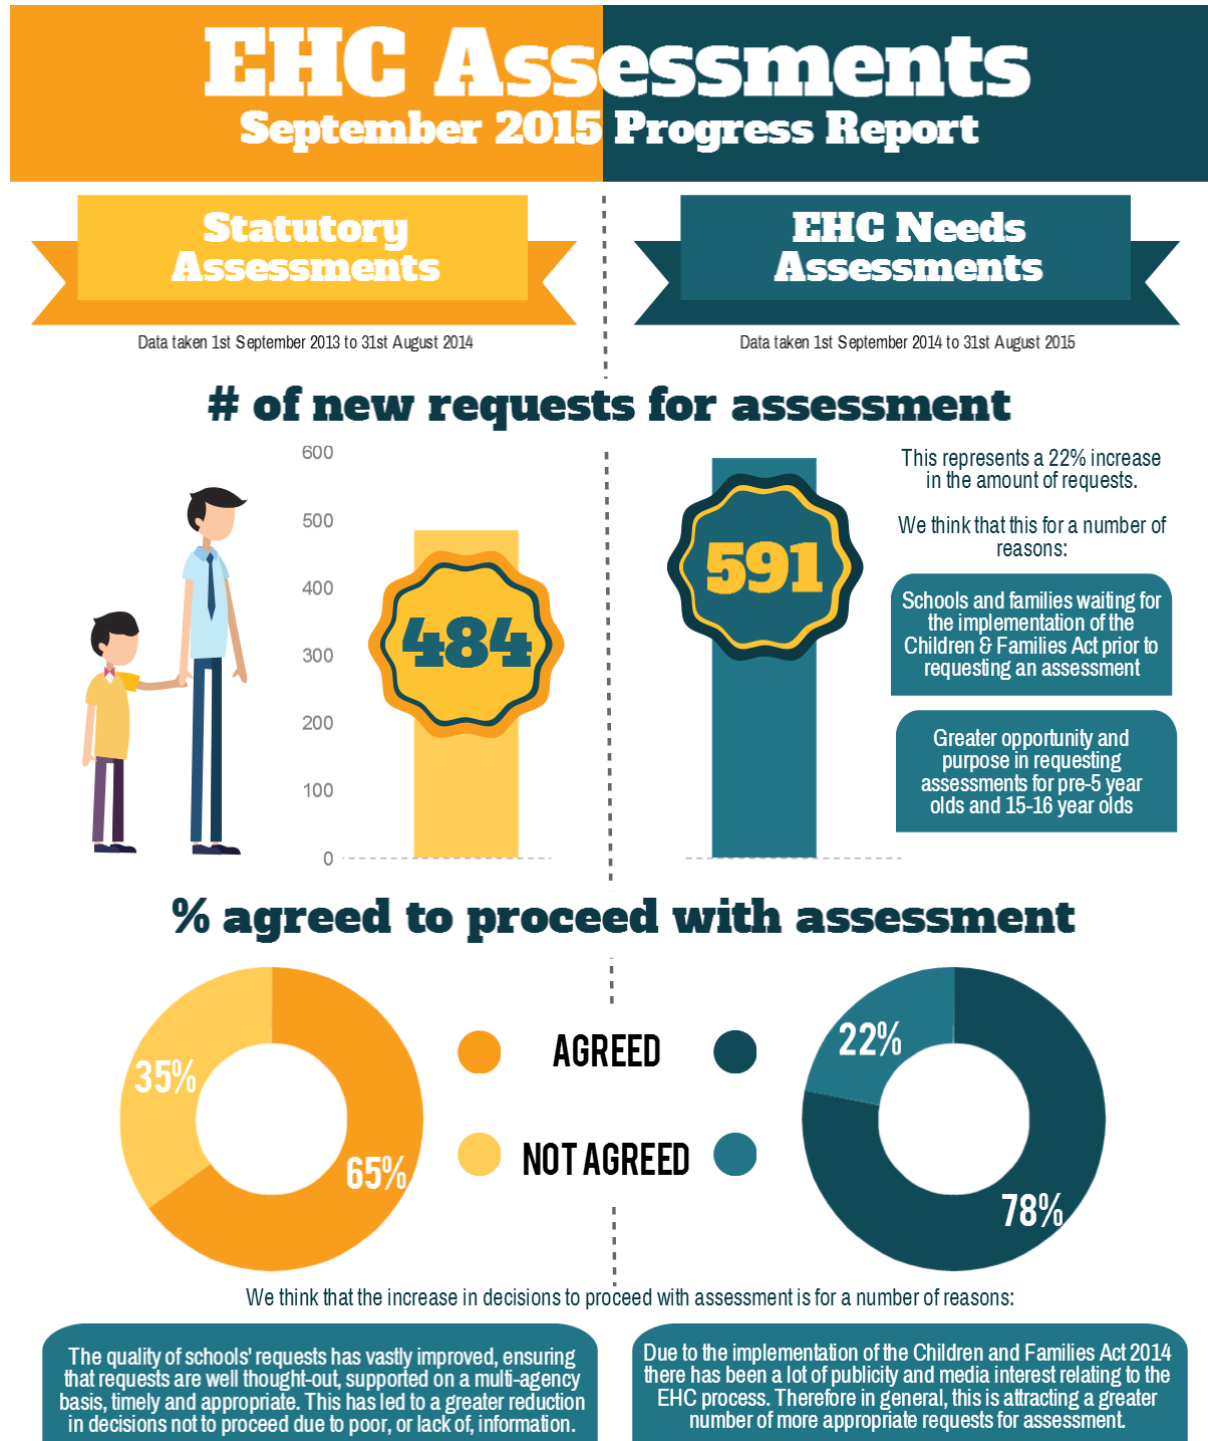 EHC Assessments
September 2015 Progress Report
Statutory
Assessments
Data taken 1st September 2013 to 31st August 2014
EHC Needs
Assessments
Data taken 1st September 2014 to 31st August 2015
# of new requests for assessment
600
500
400
300
200
100
0
484
591
This represents a 22% increase
in the amount of requests.
We think that this for a number of
reasons:
Schools and families waiting for
the implementation of the
Children & Families Act prior to
requesting an assessment
Greater opportunity and
purpose in requesting
assessments for pre-5 year
olds and 15-16 year olds
% agreed to proceed with assessment
35%
65%
AGREED
NOT AGREED
22%
78%
We think that the increase in decisions to proceed with assessment is for a number of reasons:
The quality of schools' requests has vastly improved, ensuring
that requests are well thought-out, supported on a multi-agency
basis, timely and appropriate. This has led to a greater reduction
in decisions not to proceed due to poor, or lack of, information.
Due to the implementation of the Children and Families Act 2014
there has been a lot of publicity and media interest relating to the
EHC process. Therefore in general, this is attracting a greater
number of more appropriate requests for assessment.